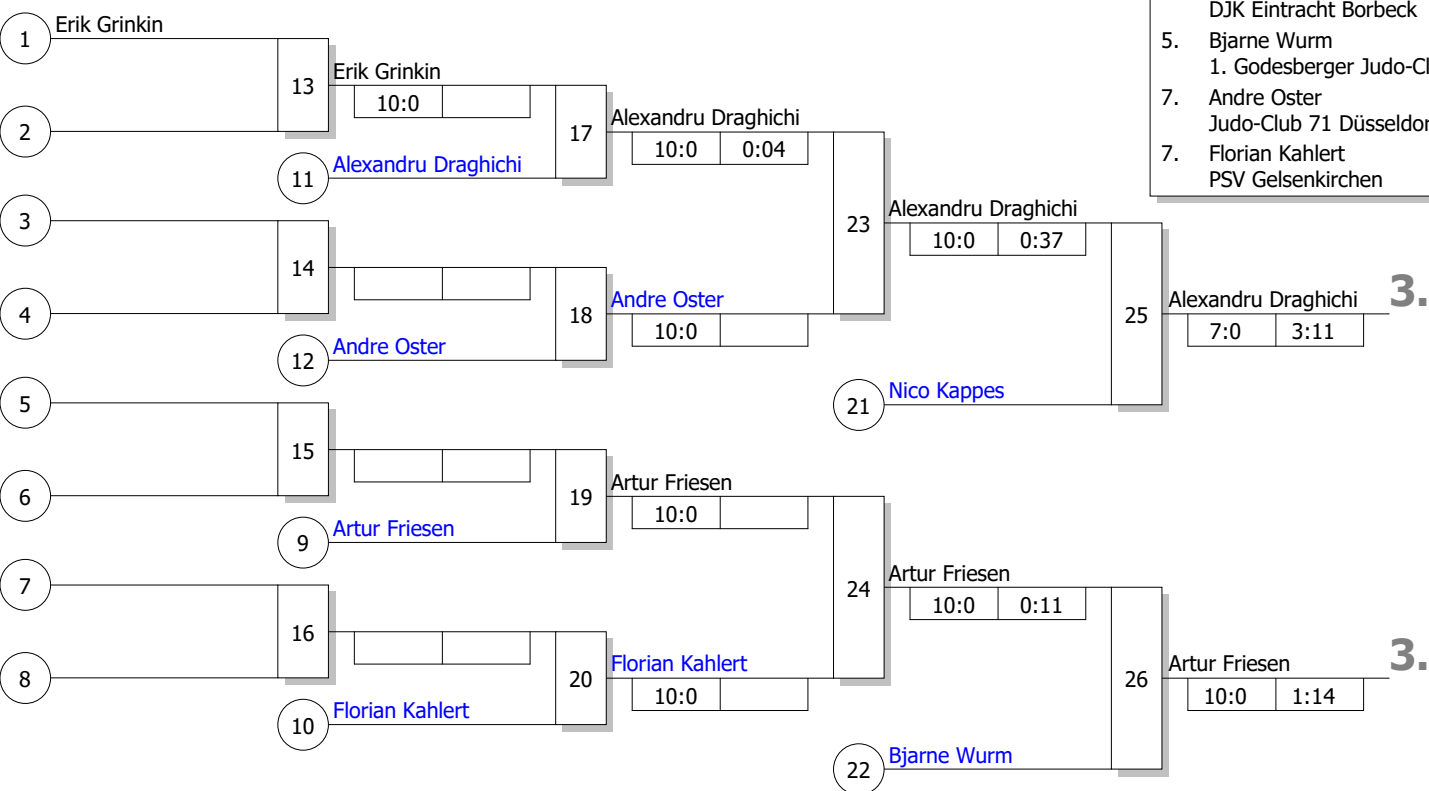 DJK Eintracht Borbeck
5. Bjarne Wurm
1. Godesberger
7. Andre Oster
Judo-Club 71
7. Florian Kahlert
PSV Gelsenkirchen
1 Erik Grinkin
13 Erik Grinkin
10:0
2
17 Alexandru Draghichi
10:0 0:04
11 Alexandru Draghichi
3
23 Alexandru Draghichi
10:0 0:37
14
4
18 Andre Oster
10:0
12 Andre Oster
25 Alexandru Draghichi 3.
7:0 3:11
21 Nico Kappes
5
15
6
19 Artur Friesen
10:0
9 Artur Friesen
7
24 Artur Friesen
10:0 0:11
16
8
20 Florian Kahlert
10:0
10 Florian Kahlert
26 Artur Friesen 3.
10:0 1:14
22 Bjarne Wurm